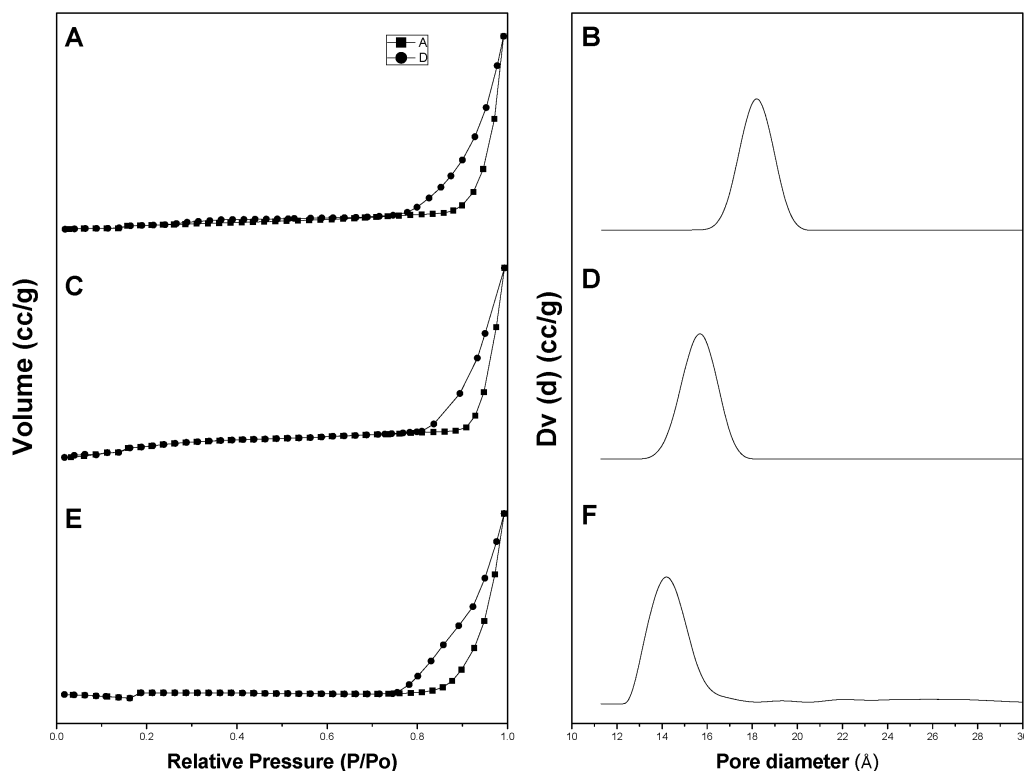 A
A
D
C
E
Volume (cc/g)
0.0 0.2 0.4 0.6 0.8 1.0
Relative Pressure (P/Po)
B
D
F
Dv (d) (cc/g)
10 12 14 16 18 20 22 24 26 28 30
Pore diameter (Å)